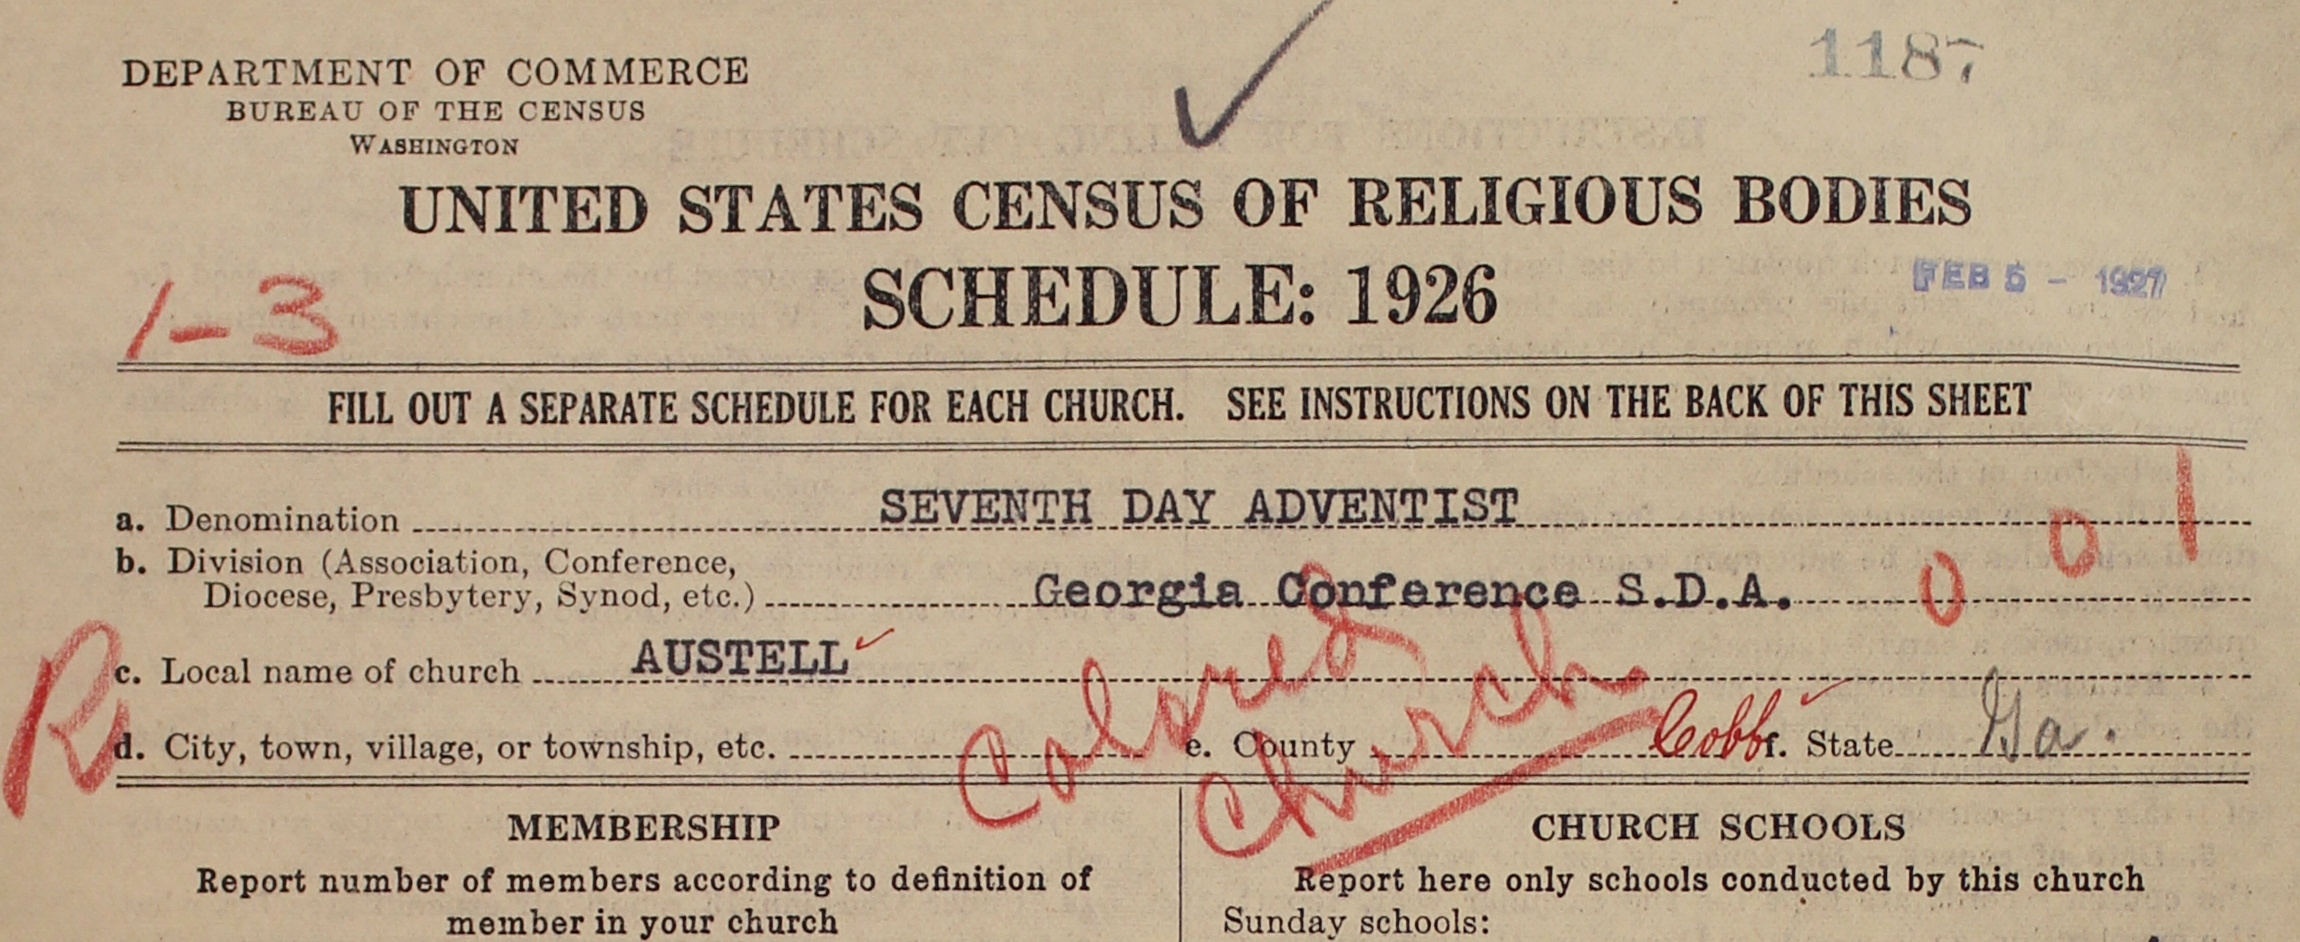 1187
DEPARTMENT OF COMMERCE
BUREAU OF THE CENSUS
WASHINGTON
UNITED STATES CENSUS OF RELIGIOUS BODIES
SCHEDULE: 1926
FEB 5 - 1927
1-3
FILL OUT A SEPARATE SCHEDULE FOR EACH CHURCH. SEE INSTRUCTIONS ON THE BACK OF THIS SHEET
a. Denomination SEVENTH DAY ADVENTIST
b. Division (Association, Conference,
Diocese, Presbytery, Synod, etc.) Georgia Conference S.D.A.
0 0 1
R
c. Local name of church AUSTELL
Colored
Church
d. City, town, village, or township, etc. e. County Cobb f. State Ga.
MEMBERSHIP
Report number of members according to definition of
member in your church
CHURCH SCHOOLS
Report here only schools conducted by this church
Sunday schools: